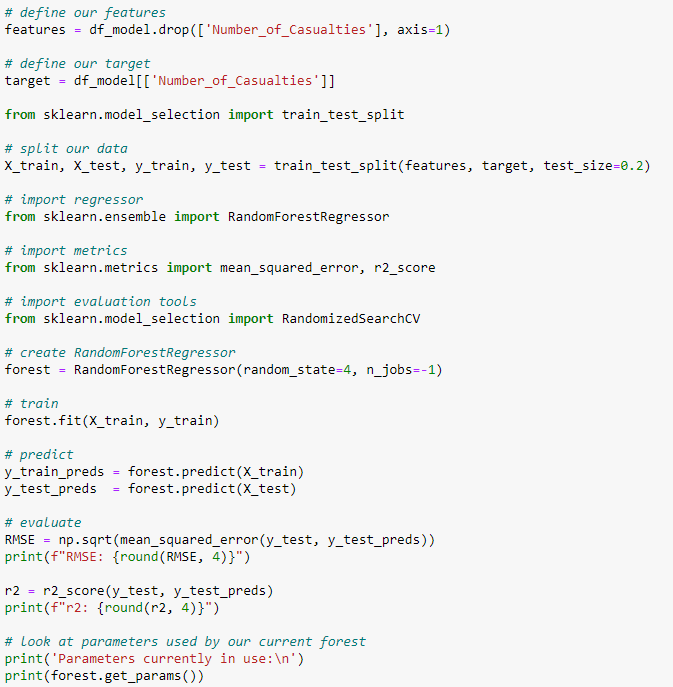 # define our features
features = df_model.drop(['Number_of_Casualties'], axis=1)
# define our target
target = df_model[['Number_of_Casualties']]
from sklearn.model_selection import train_test_split
# split our data
X_train, X_test, y_train, y_test = train_test_split(features, target, test_size=0.2)
# import regressor
from sklearn.ensemble import RandomForestRegressor
# import metrics
from sklearn.metrics import mean_squared_error, r2_score
# import evaluation tools
from sklearn.model_selection import RandomizedSearchCV
# create RandomForestRegressor
forest = RandomForestRegressor(random_state=4, n_jobs=-1)
# train
forest.fit(X_train, y_train)
# predict
y_train_preds = forest.predict(X_train)
y_test_preds  = forest.predict(X_test)
# evaluate
RMSE = np.sqrt(mean_squared_error(y_test, y_test_preds))
print(f"RMSE: {round(RMSE, 4)}")
r2 = r2_score(y_test, y_test_preds)
print(f"r2: {round(r2, 4)}")
# look at parameters used by our current forest
print('Parameters currently in use:\n')
print(forest.get_params())